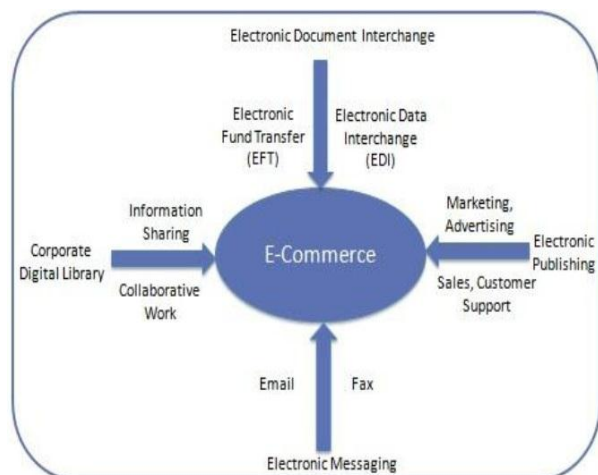 Electronic Document Interchange
Electronic
Fund Transfer
(EFT)
Electronic Data
Interchange
(EDI)
Information
Sharing
Marketing,
Advertising
Corporate
Digital Library
E-Commerce
Electronic
Publishing
Collaborative
Work
Sales, Customer
Support
Email
Fax
Electronic Messaging